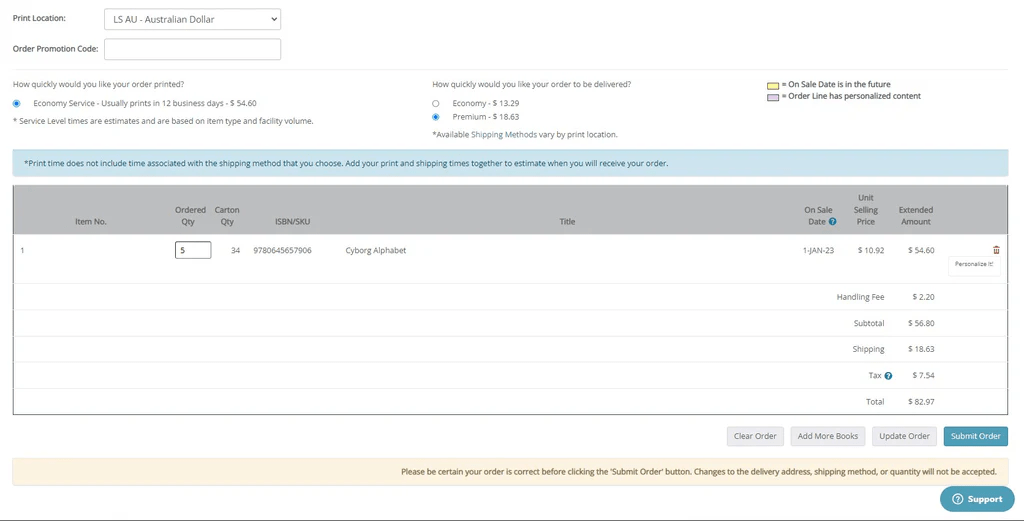 Print Location: LS AU - Australian Dollar
Order Promotion Code:
How quickly would you like your order printed?
Economy Service - Usually prints in 12 business days - $ 54.60
* Service Level times are estimates and are based on item type and facility volume.
How quickly would you like your order to be delivered?
Economy - $ 13.29
Premium - $ 18.63
*Available Shipping Methods vary by print location.
= On Sale Date is in the future
= Order Line has personalized content
*Print time does not include time associated with the shipping method that you choose. Add your print and shipping times together to estimate when you will receive your order.
Item No. Ordered Qty Carton Qty ISBN/SKU Title On Sale Date ? Unit Selling Price Extended Amount
1 5 34 9780645657906 Cyborg Alphabet 1-JAN-23 $ 10.92 $ 54.60
Personalize It!
Handling Fee $ 2.20
Subtotal $ 56.80
Shipping $ 18.63
Tax ? $ 7.54
Total $ 82.97
Clear Order Add More Books Update Order Submit Order
Please be certain your order is correct before clicking the 'Submit Order' button. Changes to the delivery address, shipping method, or quantity will not be accepted.
? Support